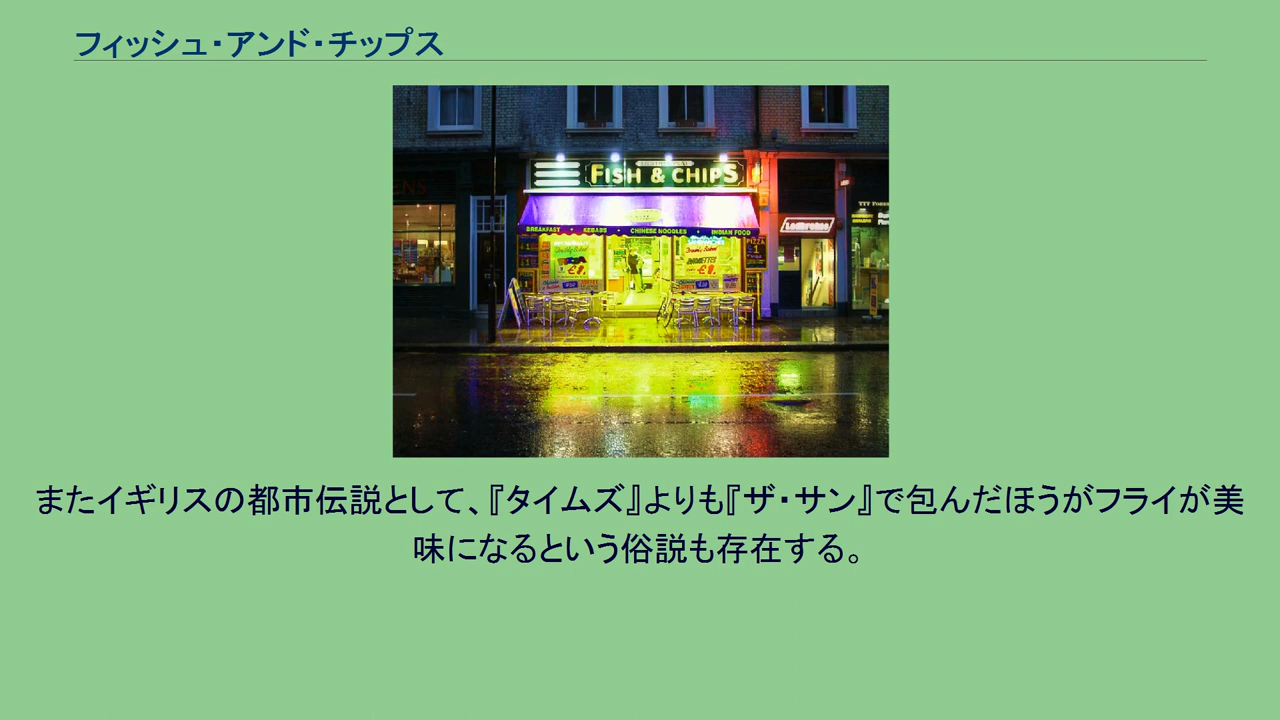 フィッシュ・アンド・チップス
FISH & CHIPS
BREAKFAST • KEBABS • CHINESE NOODLES • INDIAN FOOD
PIZZA
Ladbrokes
またイギリスの都市伝説として、『タイムズ』よりも『ザ・サン』で包んだほうがフライが美
味になるという俗説も存在する。